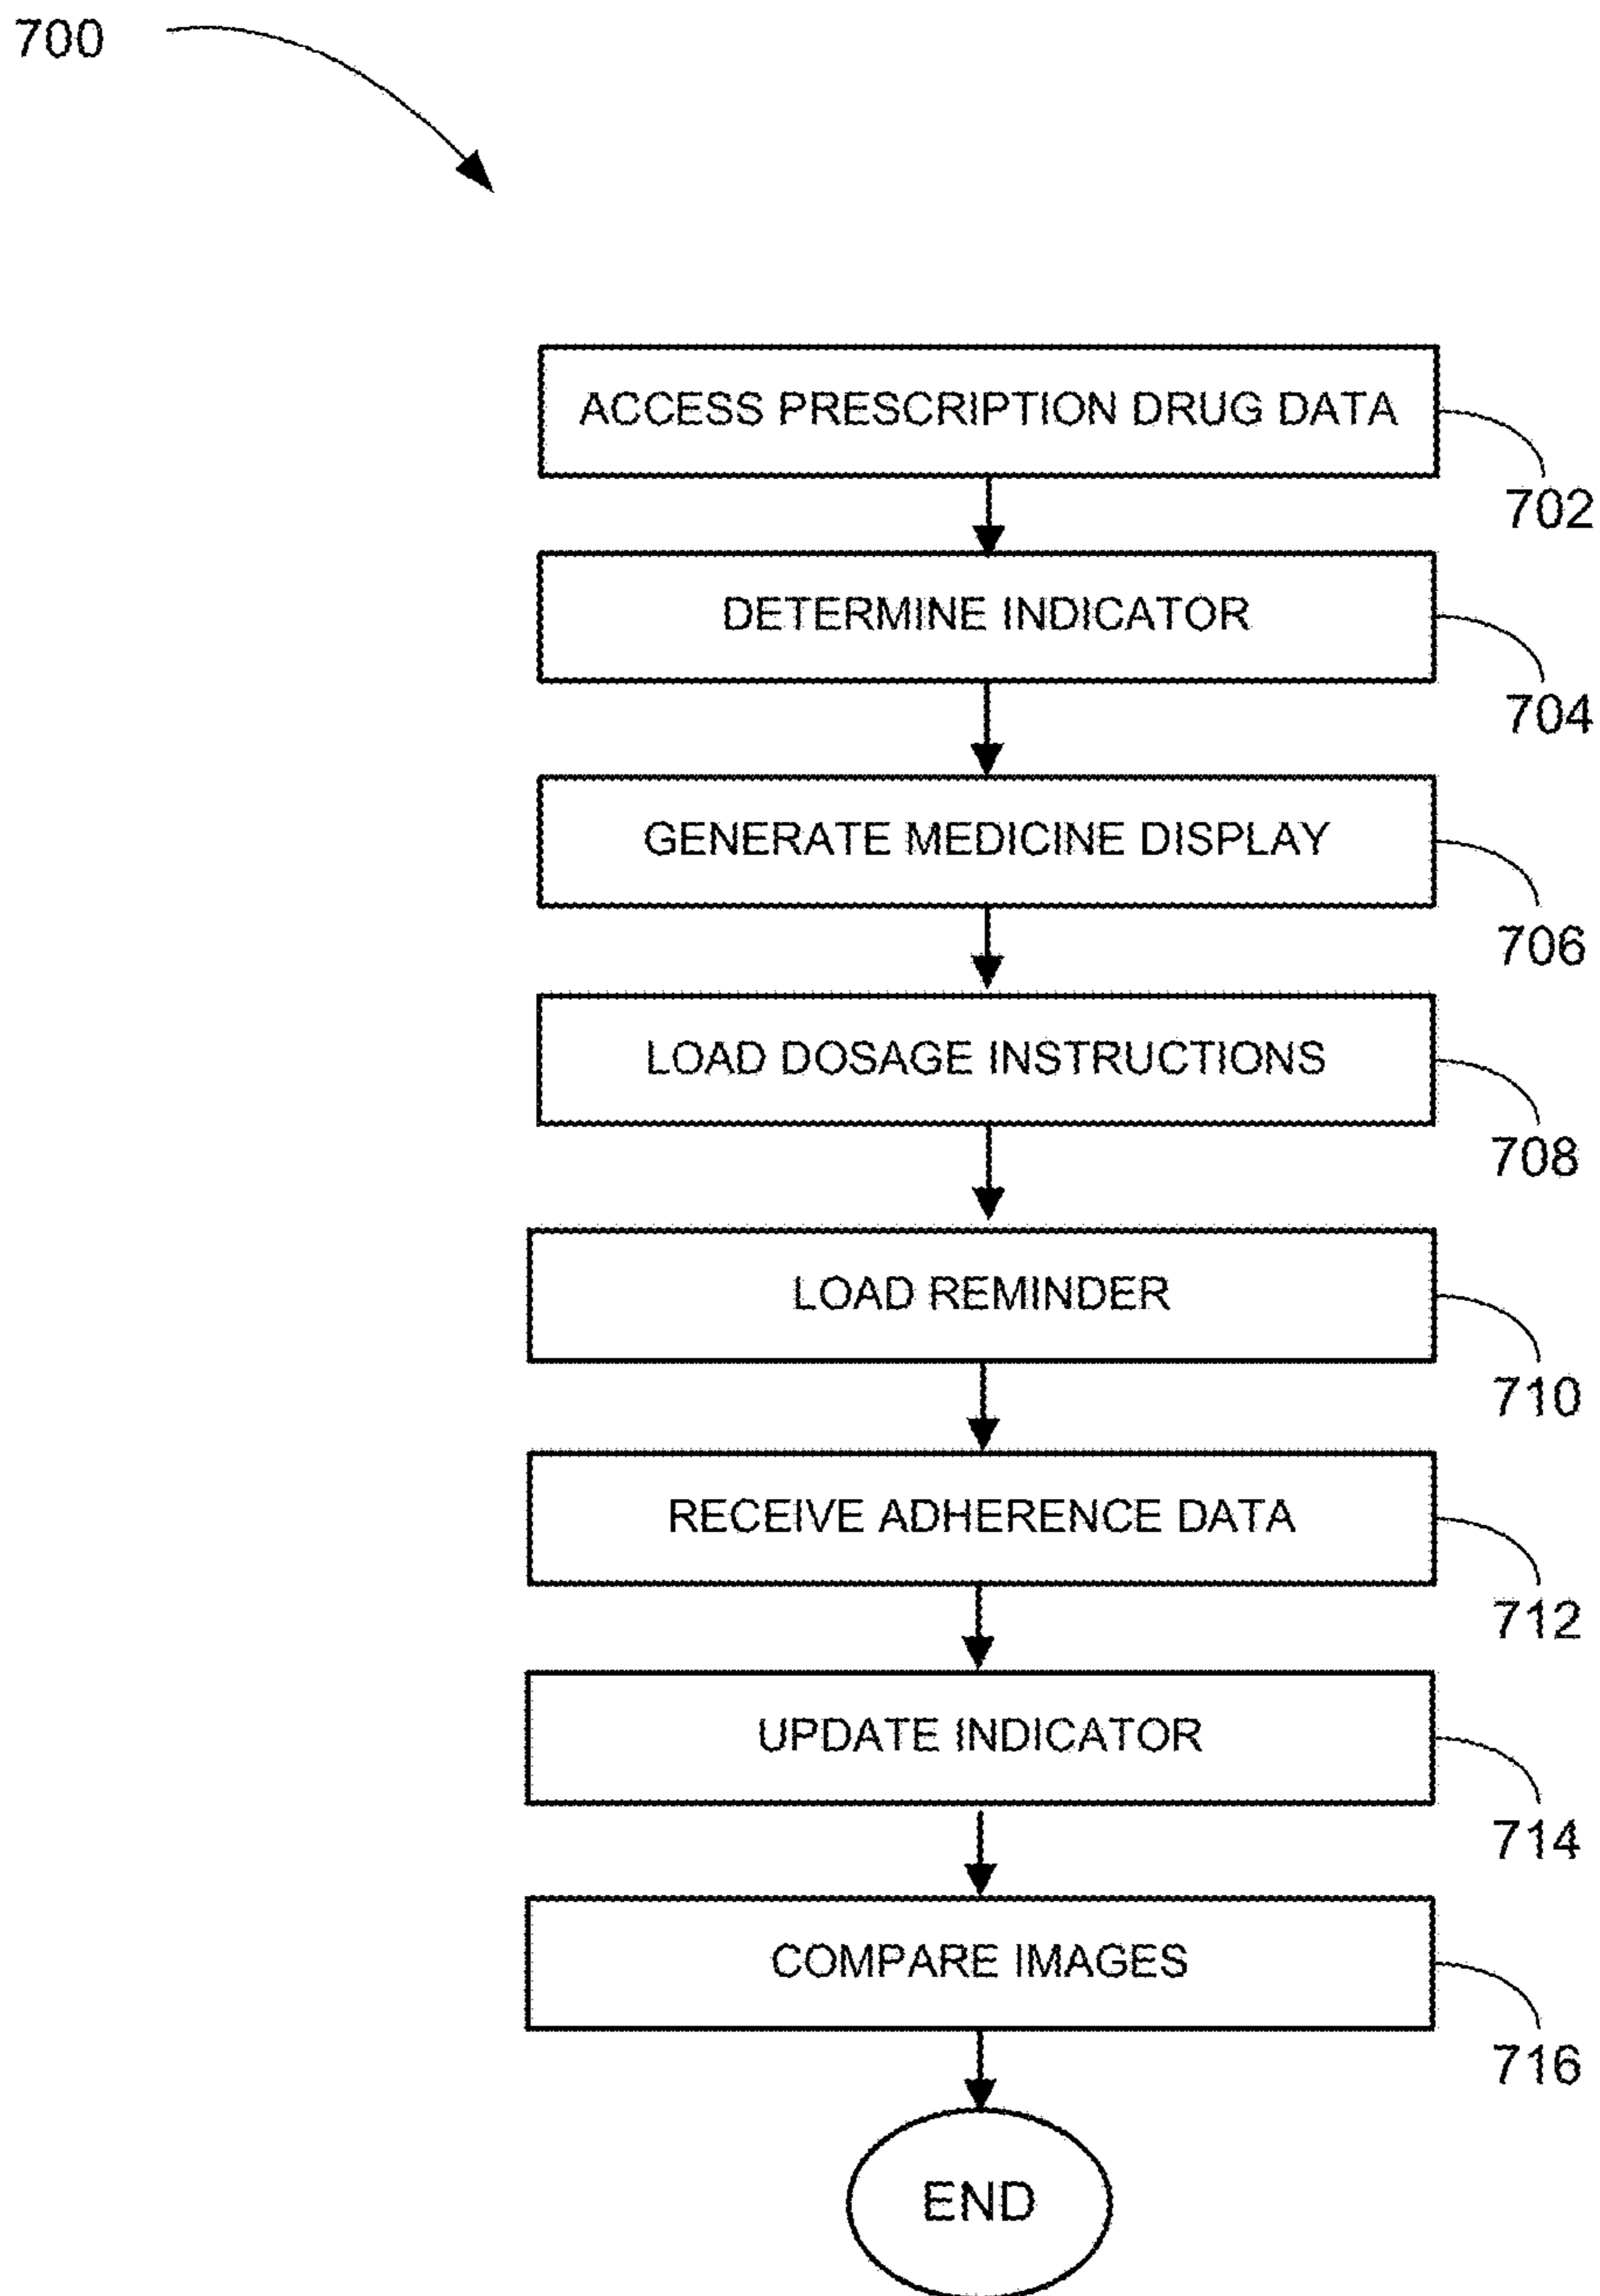 700
ACCESS PRESCRIPTION DRUG DATA
702
DETERMINE INDICATOR
704
GENERATE MEDICINE DISPLAY
706
LOAD DOSAGE INSTRUCTIONS
708
LOAD REMINDER
710
RECEIVE ADHERENCE DATA
712
UPDATE INDICATOR
714
COMPARE IMAGES
716
END